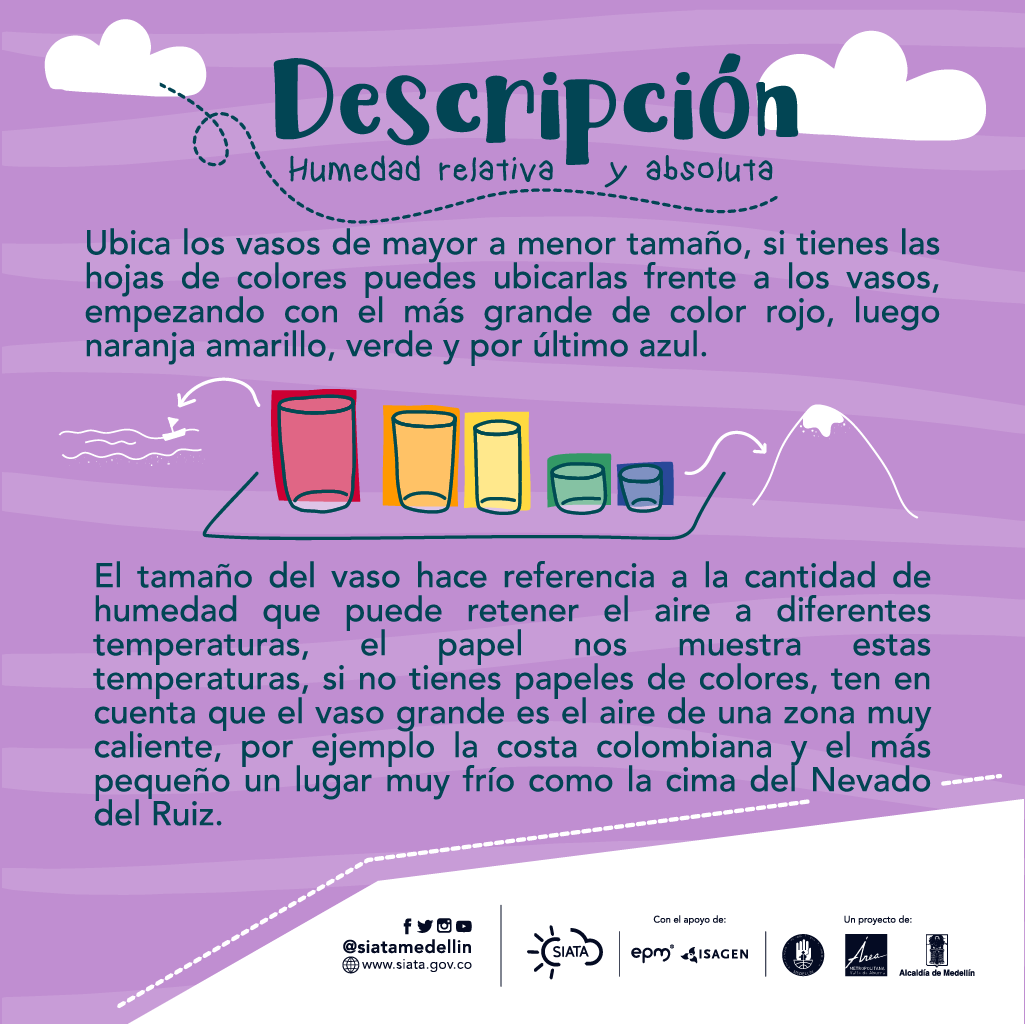 Descripción
Humedad relativa y absoluta
Ubica los vasos de mayor a menor tamaño, si tienes las
hojas de colores puedes ubicarlas frente a los vasos,
empezando con el más grande de color rojo, luego
naranja amarillo, verde y por último azul.
El tamaño del vaso hace referencia a la cantidad de
humedad que puede retener el aire a diferentes
temperaturas, el papel nos muestra estas
temperaturas, si no tienes papeles de colores, ten en
cuenta que el vaso grande es el aire de una zona muy
caliente, por ejemplo la costa colombiana y el más
pequeño un lugar muy frío como la cima del Nevado
del Ruiz.
@siatamedellin
www.siata.gov.co
SIATA
Con el apoyo de:
epm
ISAGEN
Un proyecto de:
Área
METROPOLITANA
Alcaldía de Medellín